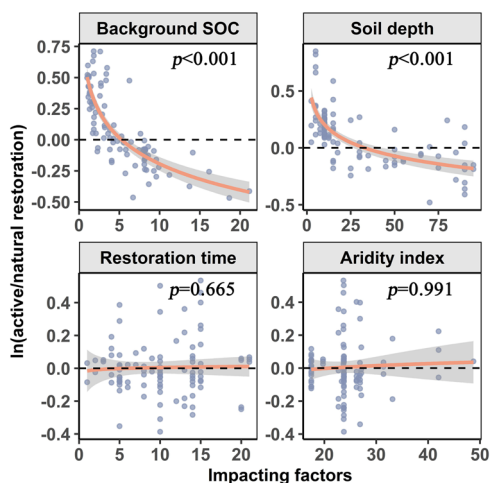 Background SOC
Soil depth
p<0.001
p<0.001
0.75
0.50
0.25
0.00
-0.25
-0.50
0.5
0.0
-0.5
0 5 10 15 20
0 25 50 75
Restoration time
Aridity index
p=0.665
p=0.991
0.4
0.2
0.0
-0.2
-0.4
0.4
0.2
0.0
-0.2
-0.4
0 5 10 15 20
20 30 40 50
ln(active/natural restoration)
Impacting factors